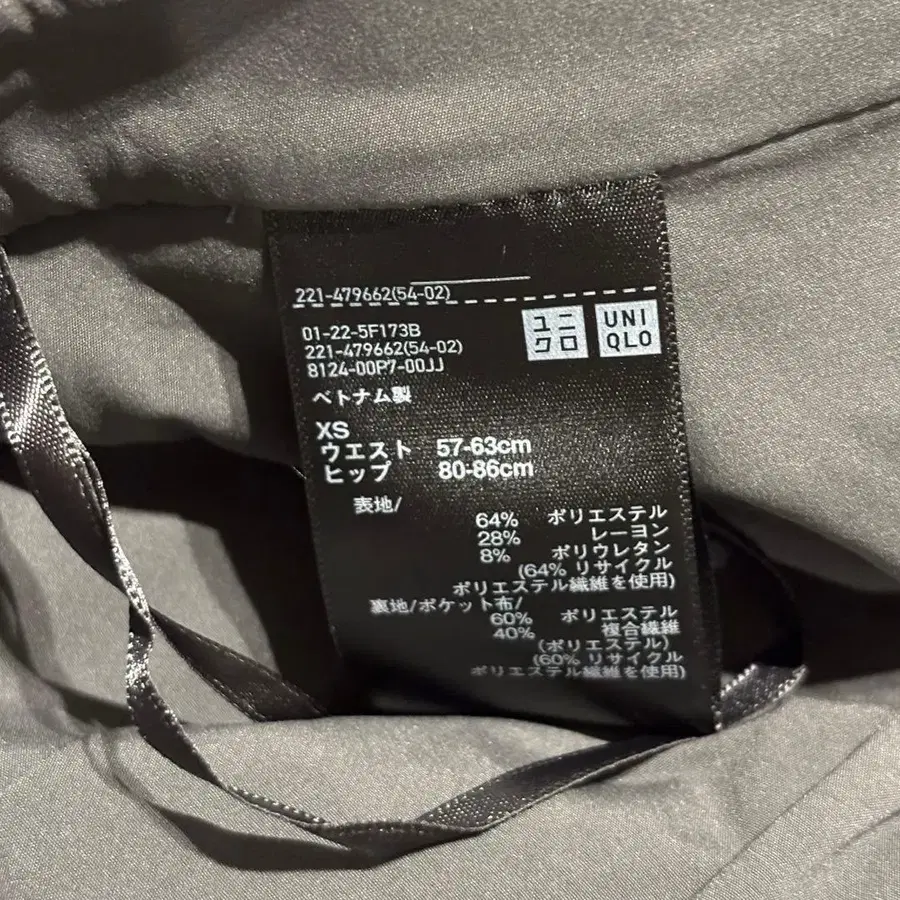 221-479662(54-02)
ユニ
クロ
UNI
QLO
01-22-5F173B
221-479662(54-02)
8124-00P7-00JJ
ベトナム製
XS
ウエスト 57-63cm
ヒップ 80-86cm
表地/
64% ポリエステル
28% レーヨン
8% ポリウレタン
(64% リサイクル
ポリエステル繊維を使用)
裏地/ポケット布/
60% ポリエステル
40% 複合繊維
(ポリエステル)
(60% リサイクル
ポリエステル繊維を使用)